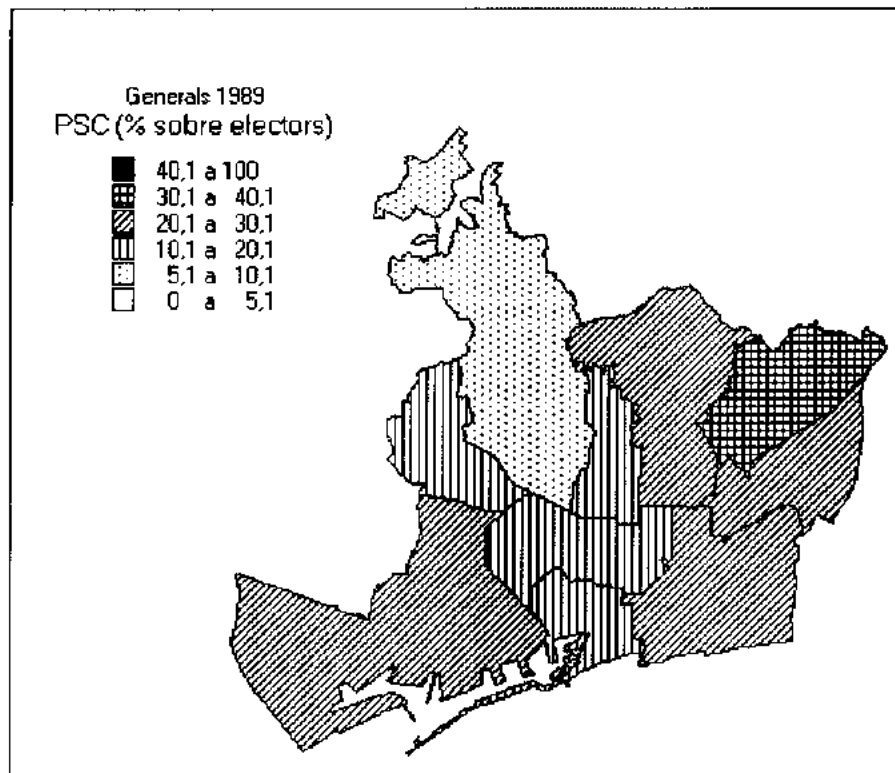 Generals 1989
PSC (% sobre electors)
40,1 a 100
30,1 a 40,1
20,1 a 30,1
10,1 a 20,1
5,1 a 10,1
0 a 5,1